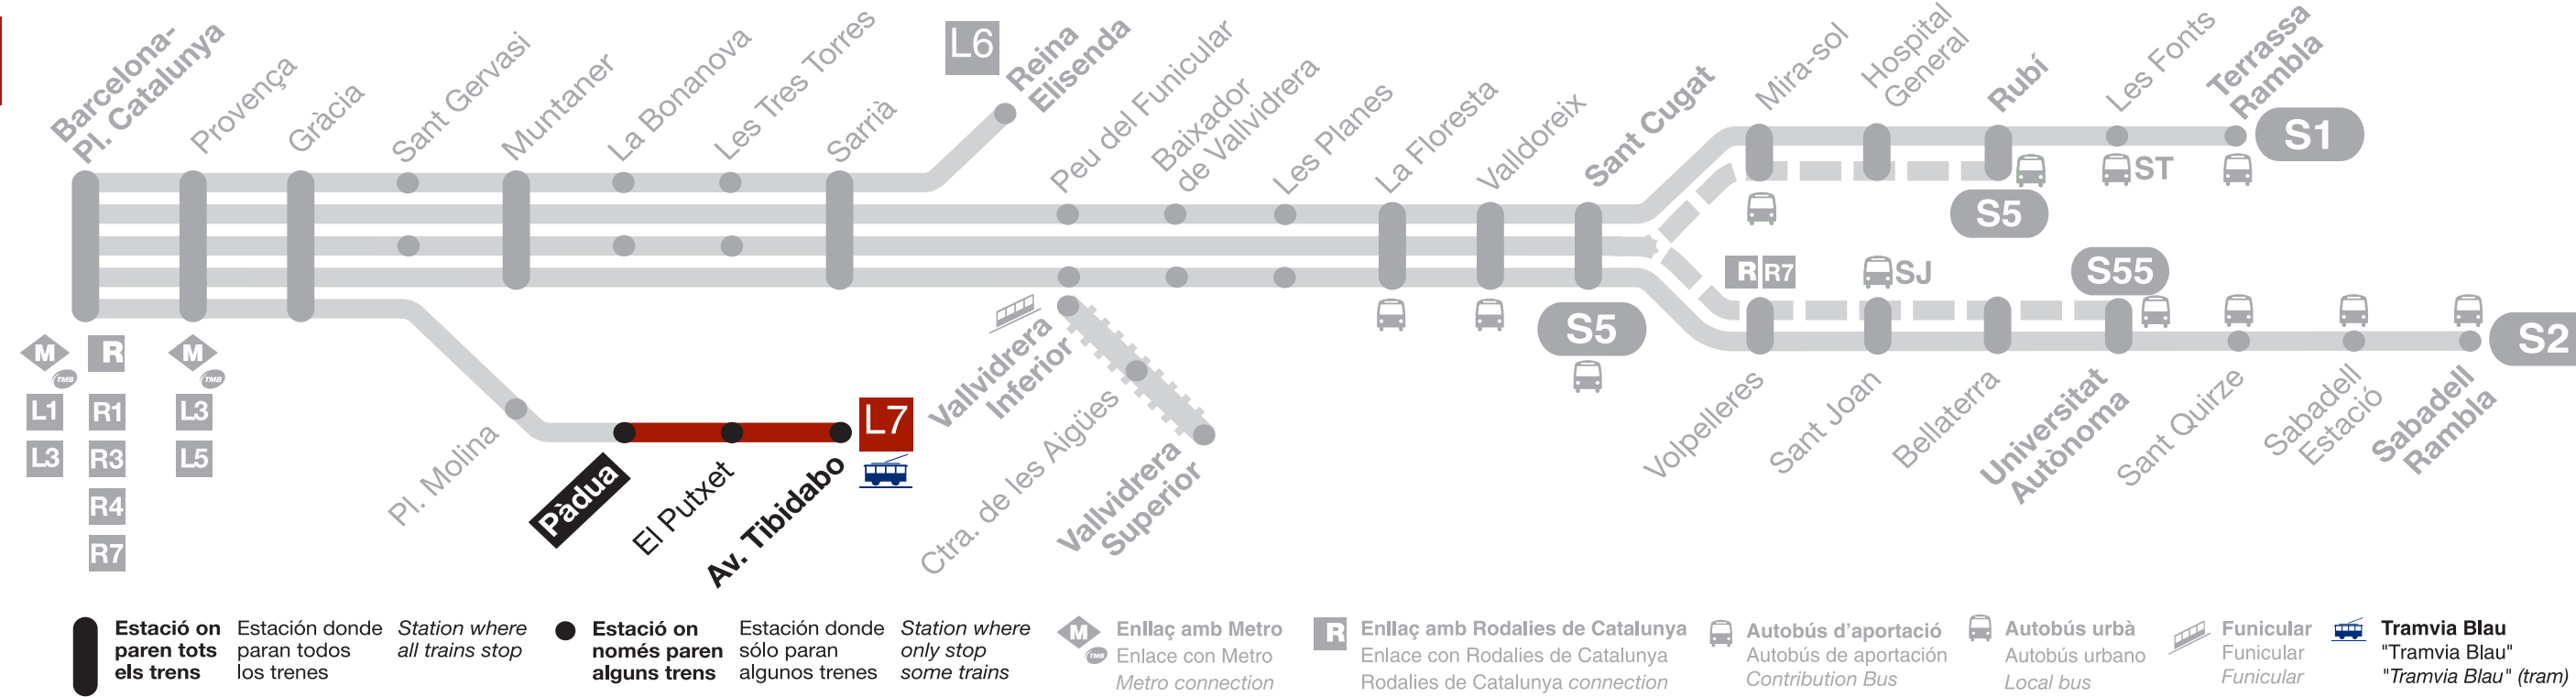 Barcelona-
Pl. Catalunya
Provença
Gràcia
Sant Gervasi
Muntaner
La Bonanova
Les Tres Torres
Sarrià
L6
Reina
Elisenda
Peu del Funicular
Baixador
de Vallvidrera
Les Planes
La Floresta
Valldoreix
Sant Cugat
Mira-sol
Hospital
General
Rubí
Les Fonts
Terrassa
Rambla
S1
ST
S5
R R7
SJ
S55
S5
S2
M
TMB
R
M
TMB
L1
R1
L3
L3
R3
L5
R4
R7
Pl. Molina
Pàdua
El Putxet
Av. Tibidabo
L7
Vallvidrera
Inferior
Ctra. de les Aigües
Vallvidrera
Superior
Volpelleres
Sant Joan
Bellaterra
Universitat
Autònoma
Sant Quirze
Sabadell
Estació
Sabadell
Rambla
Estació on
paren tots
els trens
Estación donde
paran todos
los trenes
Station where
all trains stop
Estació on
només paren
alguns trens
Estación donde
sólo paran
algunos trenes
Station where
only stop
some trains
M
TMB
Enllaç amb Metro
Enlace con Metro
Metro connection
R
Enllaç amb Rodalies de Catalunya
Enlace con Rodalies de Catalunya
Rodalies de Catalunya connection
Autobús d'aportació
Autobús de aportación
Contribution Bus
Autobús urbà
Autobús urbano
Local bus
Funicular
Funicular
Funicular
Tramvia Blau
"Tramvia Blau"
"Tramvia Blau" (tram)